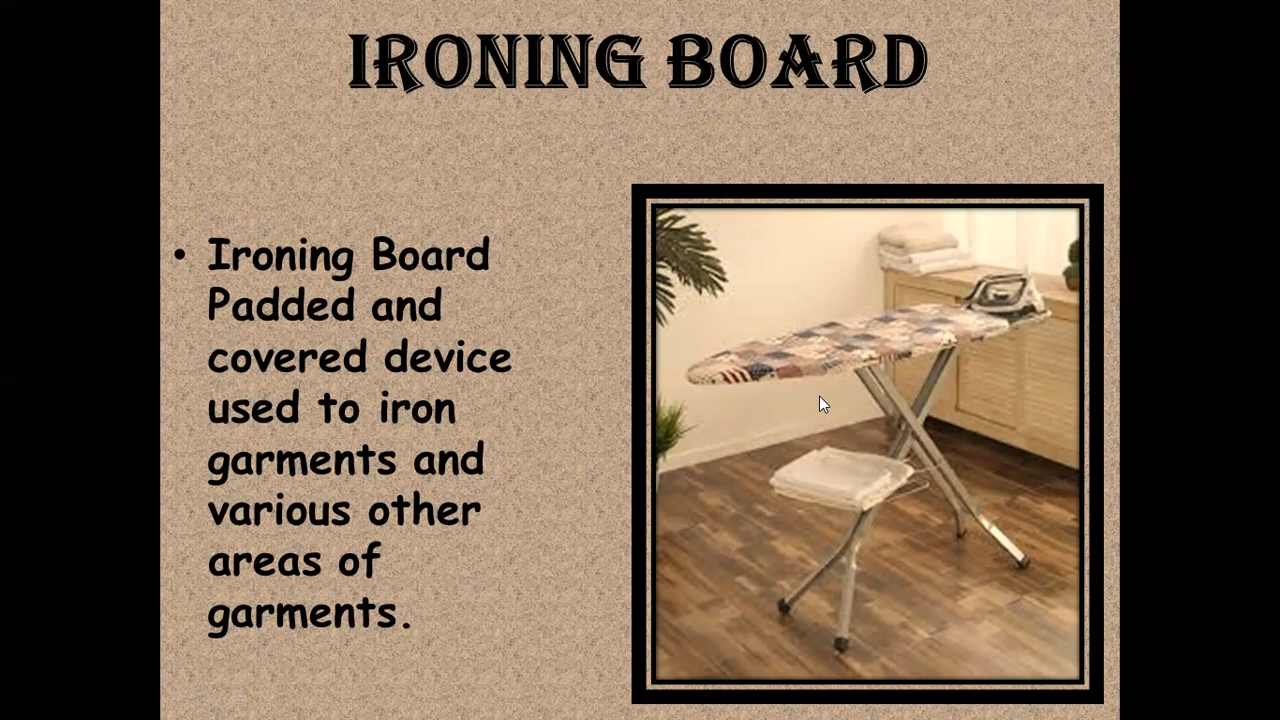 IRONING BOARD
• Ironing Board
Padded and
covered device
used to iron
garments and
various other
areas of
garments.